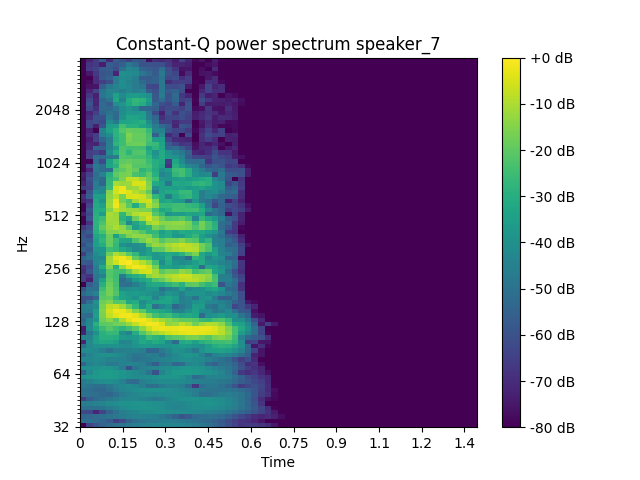 Constant-Q power spectrum speaker_7
+0 dB
-10 dB
-20 dB
-30 dB
-40 dB
-50 dB
-60 dB
-70 dB
-80 dB
2048
1024
512
256
128
64
32
Hz
0 0.15 0.3 0.45 0.6 0.75 0.9 1.1 1.2 1.4
Time